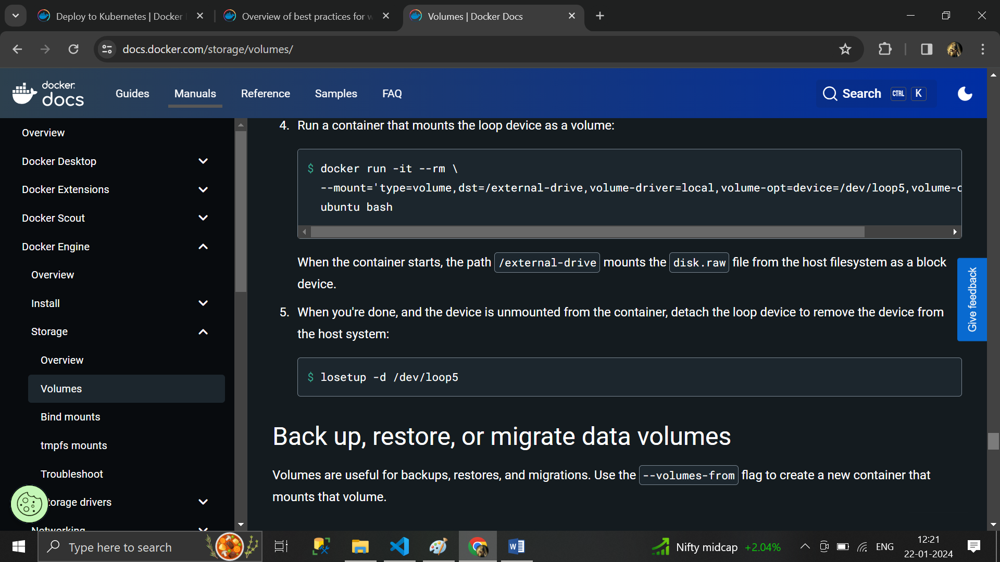 Deploy to Kubernetes | Docker
Overview of best practices for w
Volumes | Docker Docs
docs.docker.com/storage/volumes/
docker
docs
Guides
Manuals
Reference
Samples
FAQ
Search CTRL K
Overview
Docker Desktop
Docker Extensions
Docker Scout
Docker Engine
Overview
Install
Storage
Overview
Volumes
Bind mounts
tmpfs mounts
Troubleshoot
torage drivers
Networking
4. Run a container that mounts the loop device as a volume:
$ docker run -it --rm \
--mount='type=volume,dst=/external-drive,volume-driver=local,volume-opt=device=/dev/loop5,volume-o
ubuntu bash
When the container starts, the path /external-drive mounts the disk.raw file from the host filesystem as a block
device.
5. When you're done, and the device is unmounted from the container, detach the loop device to remove the device from
the host system:
$ losetup -d /dev/loop5
Back up, restore, or migrate data volumes
Volumes are useful for backups, restores, and migrations. Use the --volumes-from flag to create a new container that
mounts that volume.
Give feedback
Type here to search
Nifty midcap +2.04%
ENG
12:21
22-01-2024